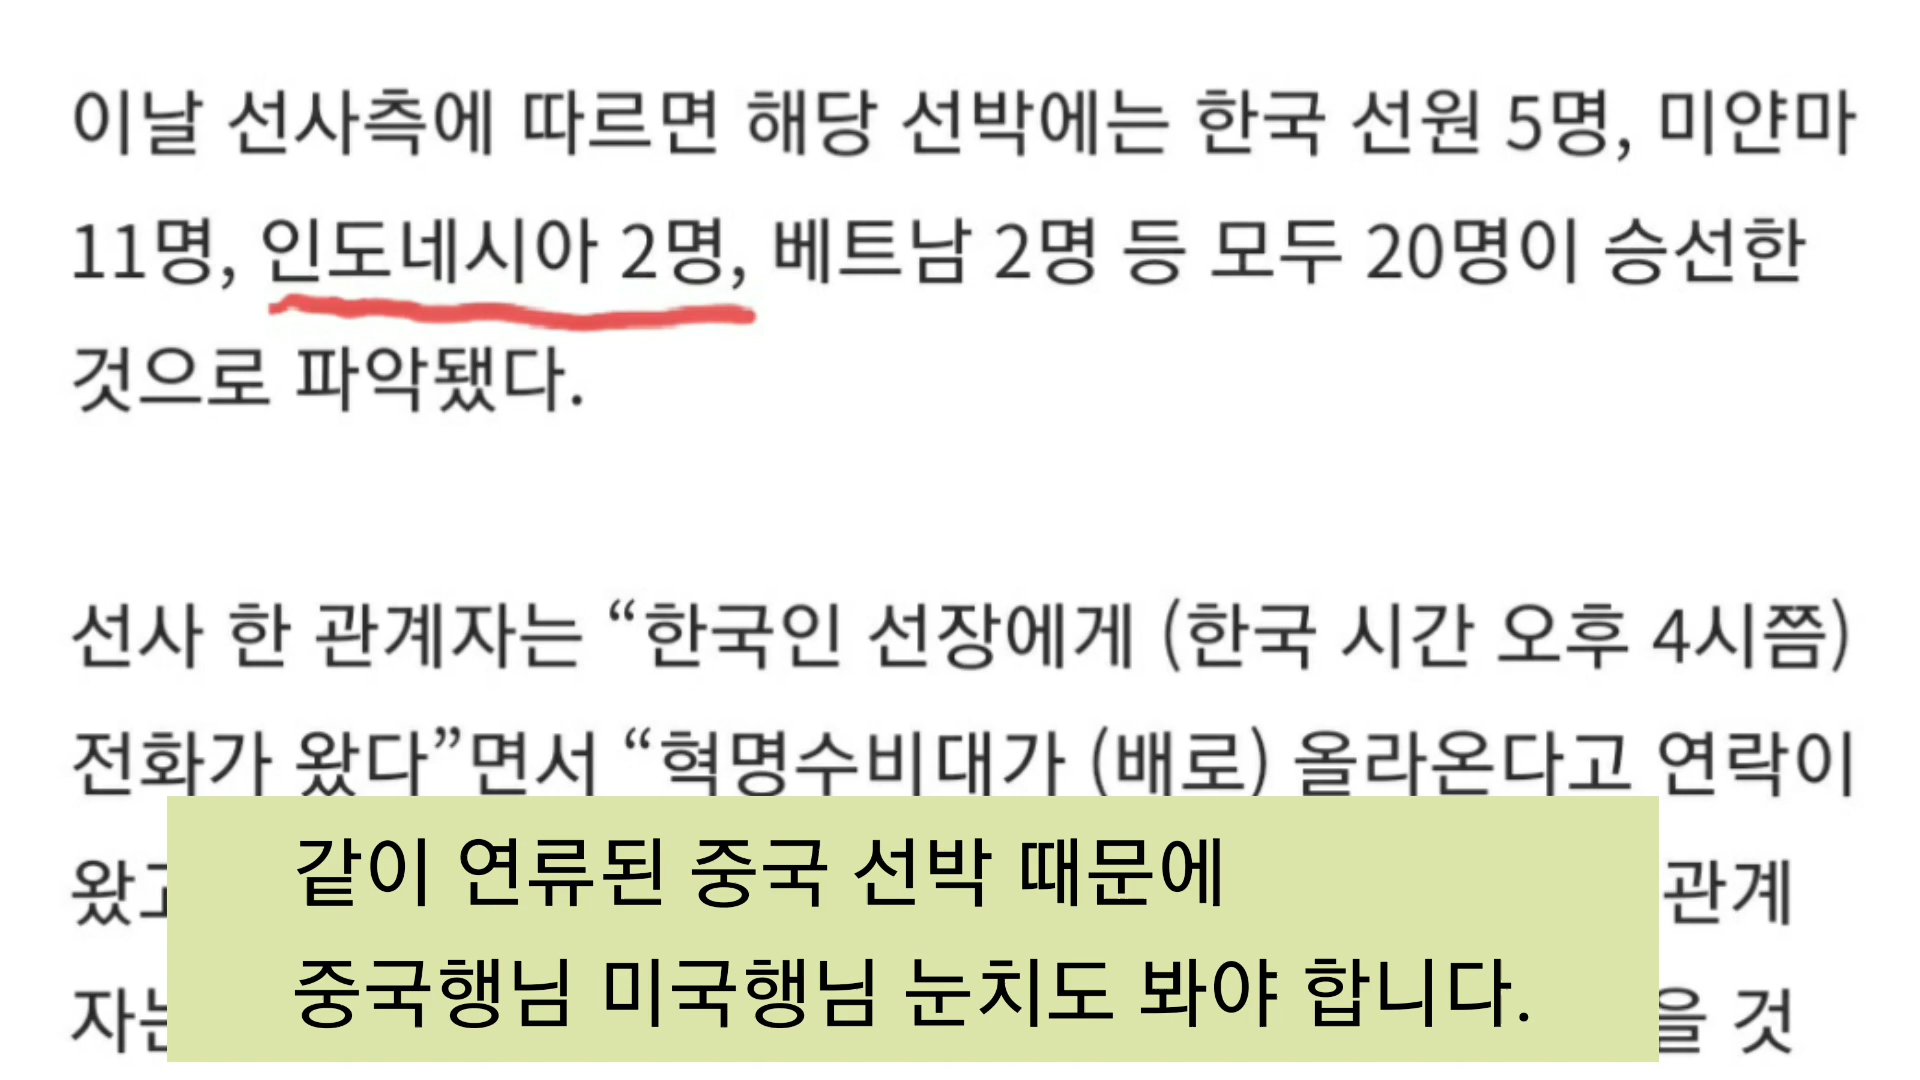 이날 선사측에 따르면 해당 선박에는 한국 선원 5명, 미얀마
11명, 인도네시아 2명, 베트남 2명 등 모두 20명이 승선한
것으로 파악됐다.
선사 한 관계자는 “한국인 선장에게 (한국 시간 오후 4시쯤)
전화가 왔다”면서 “혁명수비대가 (배로) 올라온다고 연락이
왔고
관계
자는
을 것
같이 연류된 중국 선박 때문에
중국행님 미국행님 눈치도 봐야 합니다.